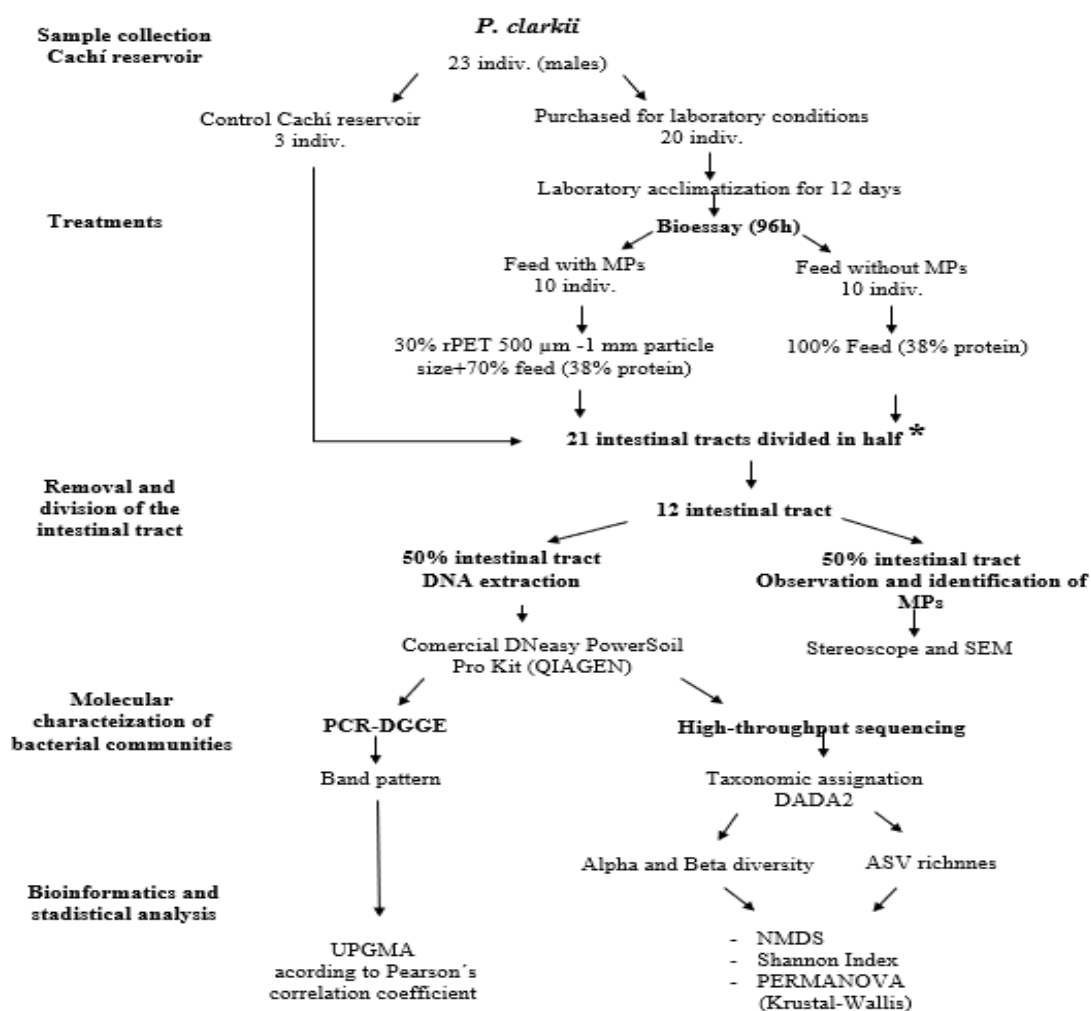 Sample collection
Cachí reservoir
P. clarkii
23 indiv. (males)
Control Cachí reservoir
3 indiv.
Purchased for laboratory conditions
20 indiv.
Laboratory acclimatization for 12 days
Treatments
Bioessay (96h)
Feed with MPs
10 indiv.
Feed without MPs
10 indiv.
30% rPET 500 µm -1 mm particle
size+70% feed (38% protein)
100% Feed (38% protein)
21 intestinal tracts divided in half *
Removal and
division of the
intestinal tract
12 intestinal tract
50% intestinal tract
DNA extraction
50% intestinal tract
Observation and identification of
MPs
Comercial DNeasy PowerSoil
Pro Kit (QIAGEN)
Stereoscope and SEM
Molecular
characteization of
bacterial communities
PCR-DGGE
High-throughput sequencing
Band pattern
Taxonomic assignation
DADA2
Alpha and Beta diversity
ASV richnnes
Bioinformatics and
stadistical analysis
UPGMA
acording to Pearson´s
correlation coefficient
- NMDS
- Shannon Index
- PERMANOVA
(Krustal-Wallis)